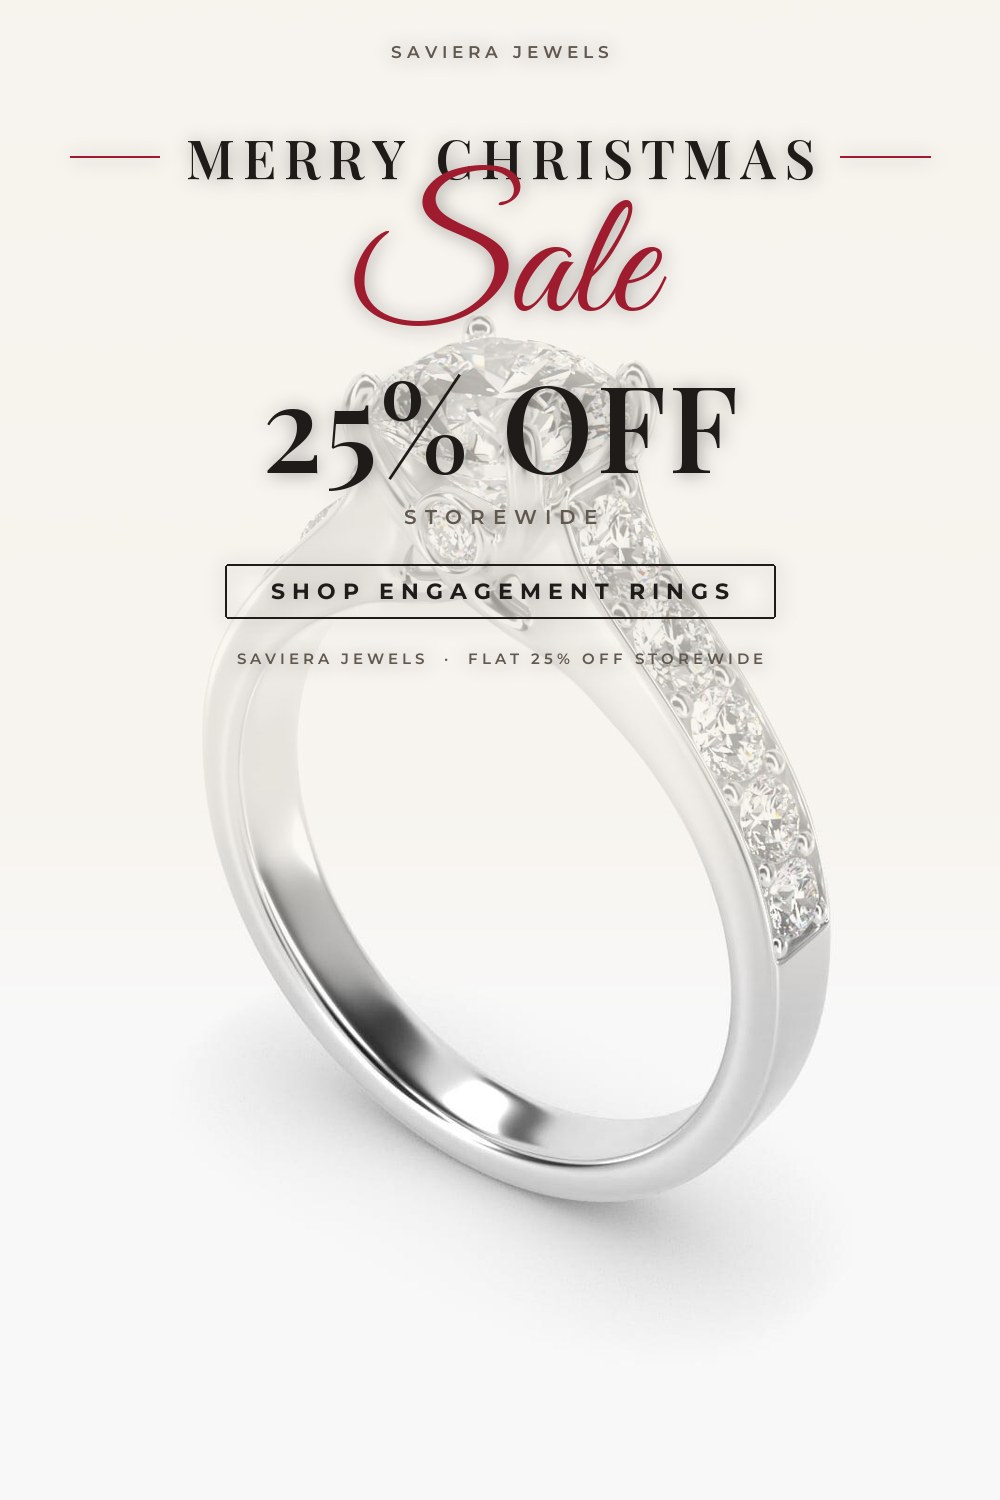 SAVIERA JEWELS
MERRY CHRISTMAS
Sale
25% OFF
STOREWIDE
SHOP ENGAGEMENT RINGS
SAVIERA JEWELS · FLAT 25% OFF STOREWIDE